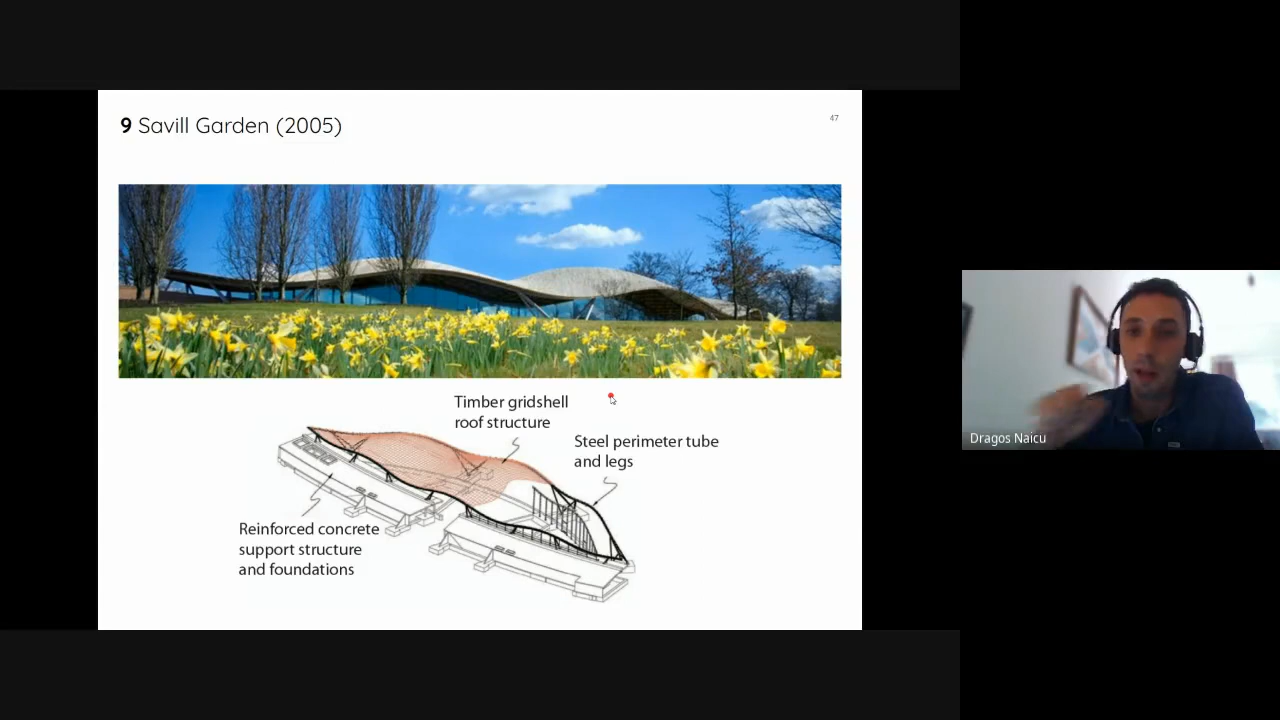 9 Savill Garden (2005)
47
Timber gridshell
roof structure
Steel perimeter tube
and legs
Reinforced concrete
support structure
and foundations
Dragos Naicu